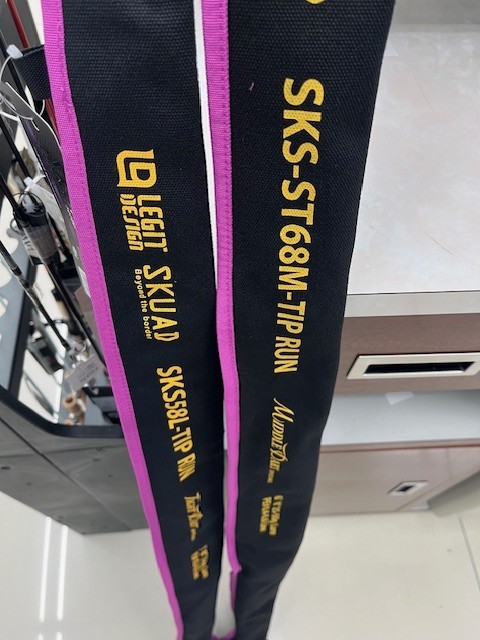 LEGIT
DESIGN
SKUAD
Beyond the border
SKS58L-TIP RUN
SKS-ST68M-TIP RUN